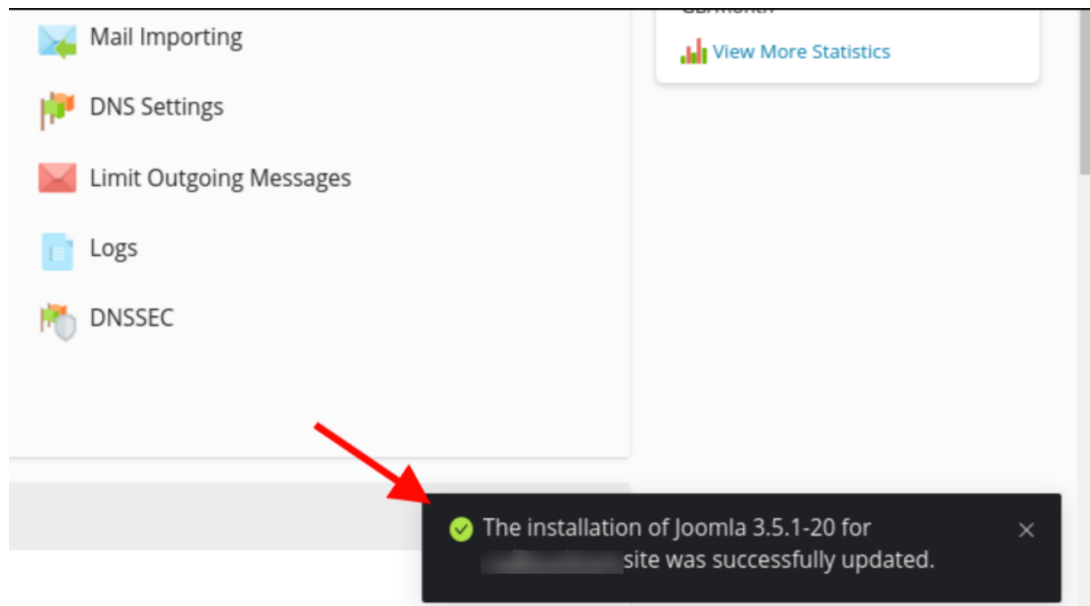 Mail Importing
View More Statistics
DNS Settings
Limit Outgoing Messages
Logs
DNSSEC
The installation of Joomla 3.5.1-20 for
site was successfully updated.